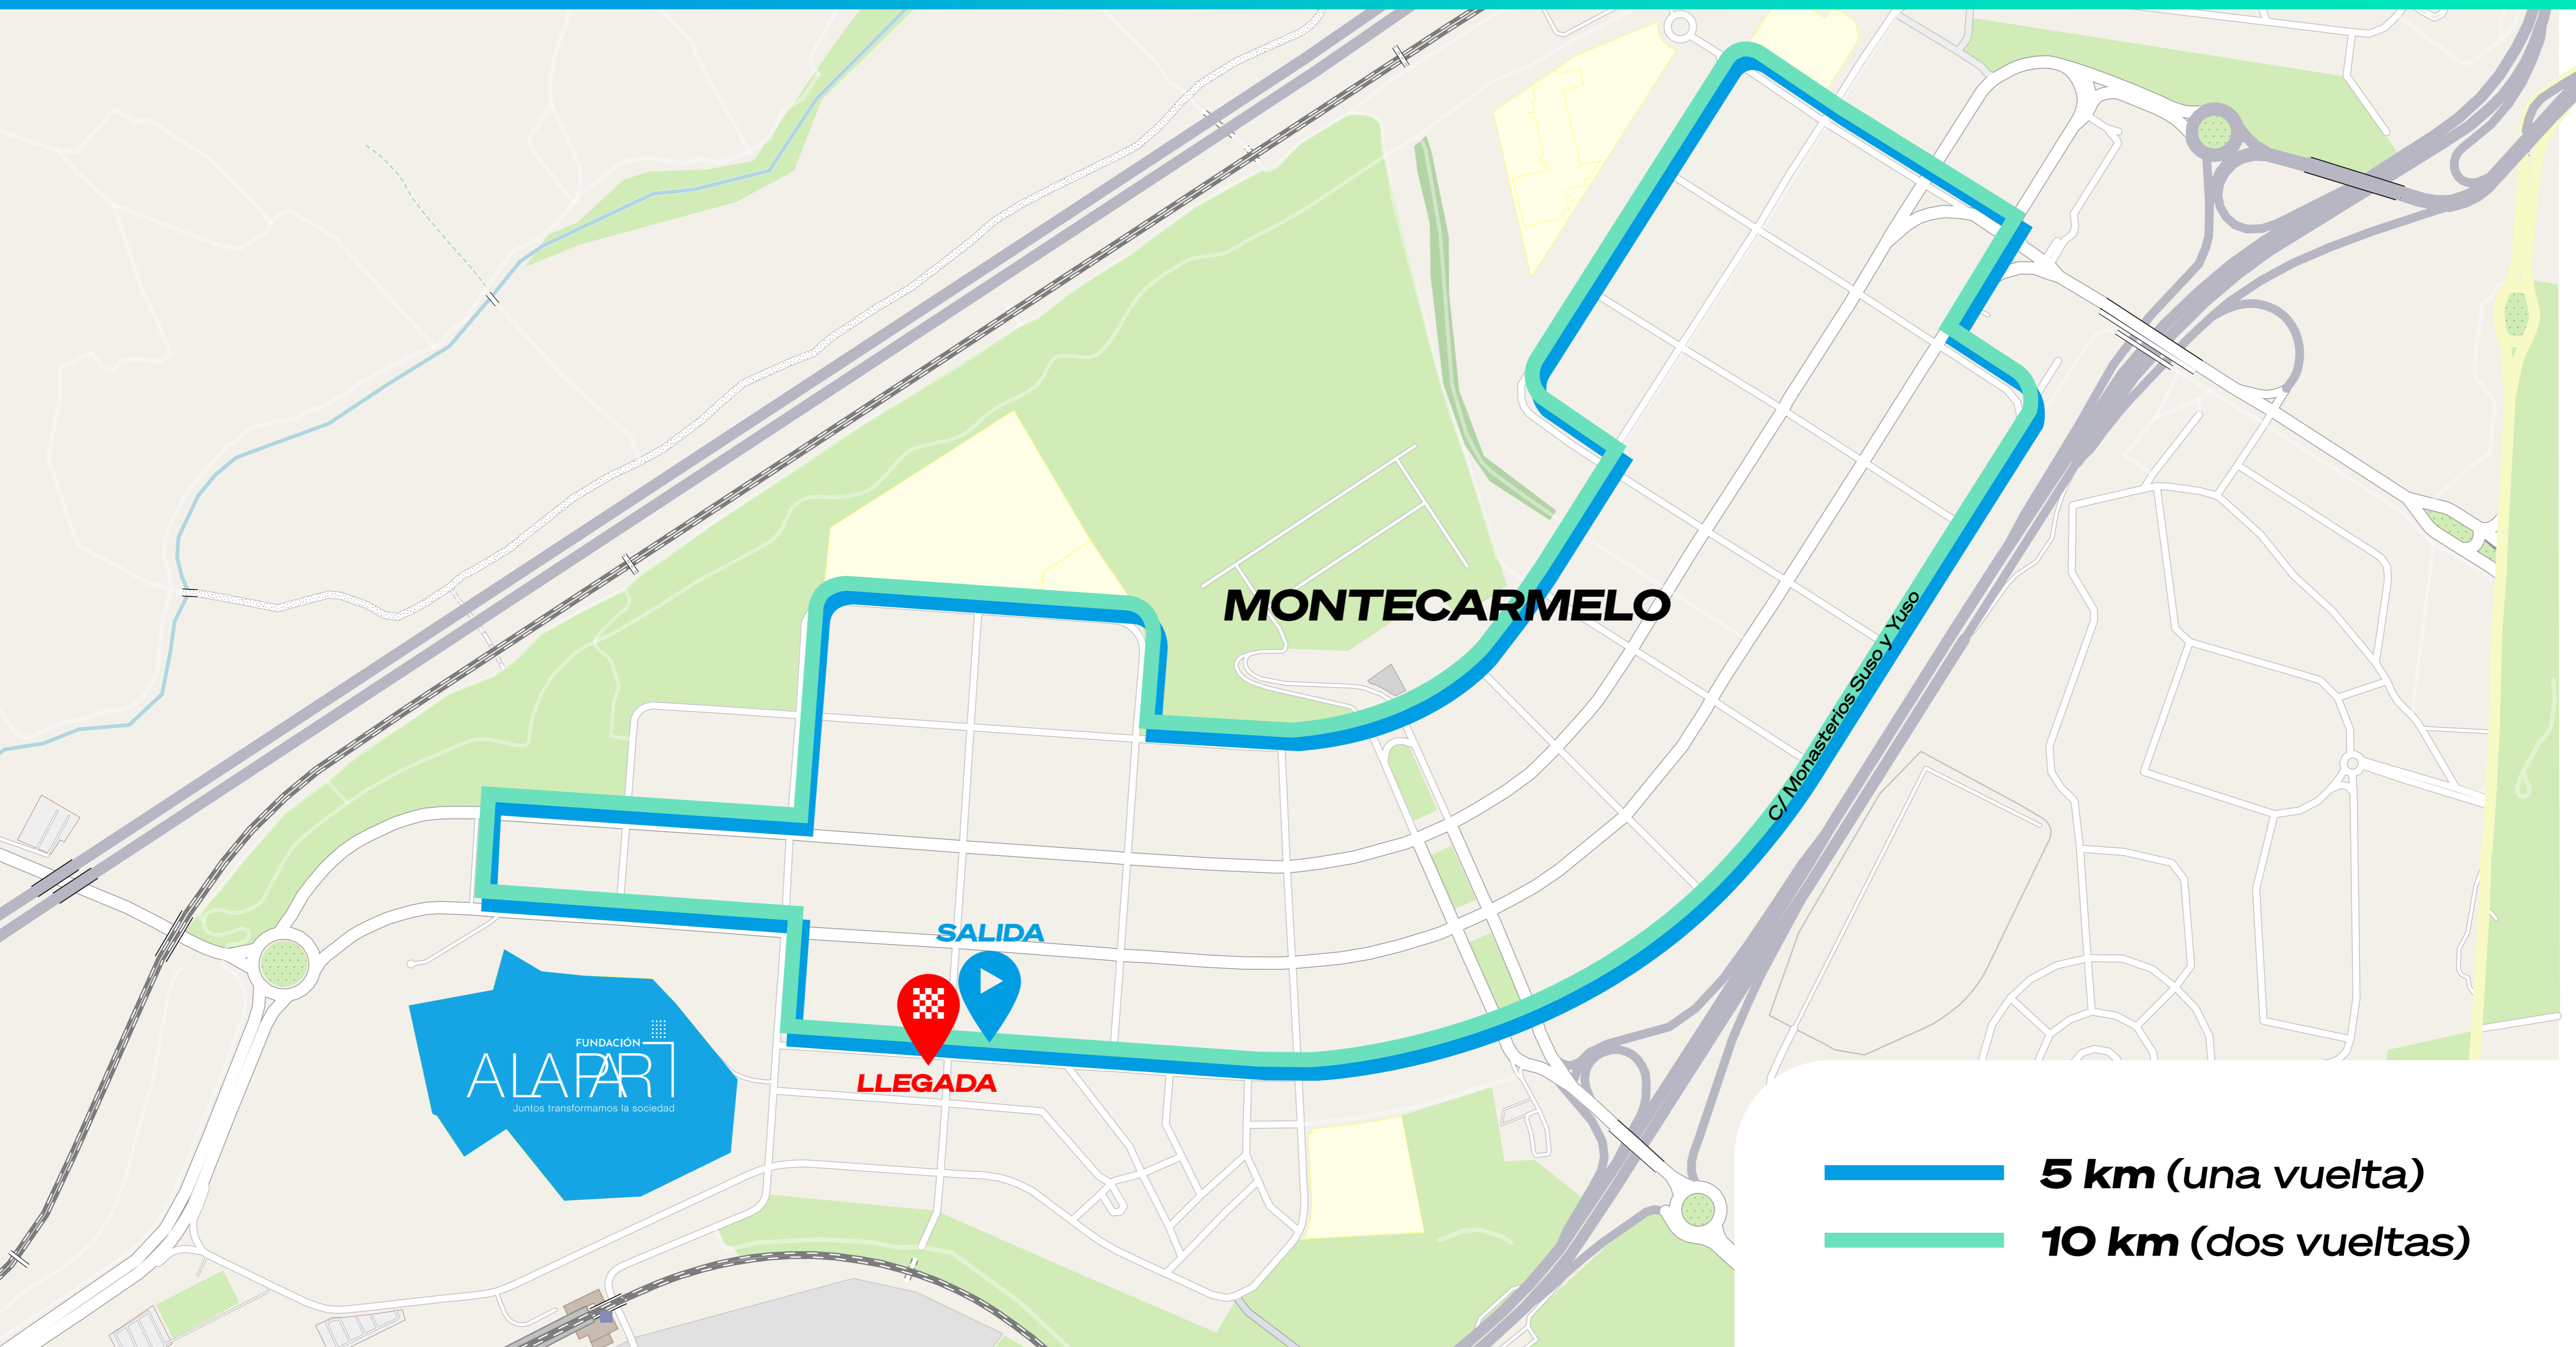 MONTECARMELO
C/ Monasterios Suso y Yuso
SALIDA
LLEGADA
FUNDACIÓN
A LA PAR
Juntos transformamos la sociedad
5 km (una vuelta)
10 km (dos vueltas)